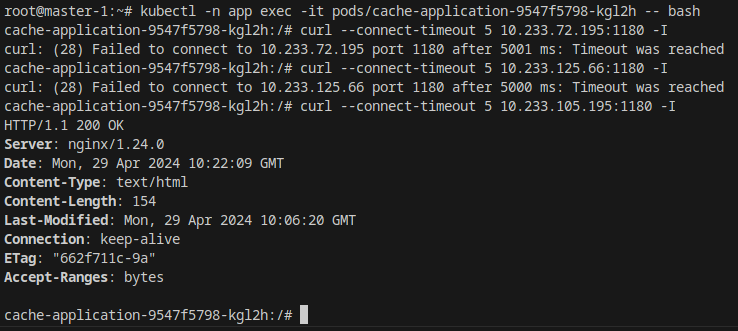 root@master-1:~# kubectl -n app exec -it pods/cache-application-9547f5798-kgl2h -- bash
cache-application-9547f5798-kgl2h:/# curl --connect-timeout 5 10.233.72.195:1180 -I
curl: (28) Failed to connect to 10.233.72.195 port 1180 after 5001 ms: Timeout was reached
cache-application-9547f5798-kgl2h:/# curl --connect-timeout 5 10.233.125.66:1180 -I
curl: (28) Failed to connect to 10.233.125.66 port 1180 after 5000 ms: Timeout was reached
cache-application-9547f5798-kgl2h:/# curl --connect-timeout 5 10.233.105.195:1180 -I
HTTP/1.1 200 OK
Server: nginx/1.24.0
Date: Mon, 29 Apr 2024 10:22:09 GMT
Content-Type: text/html
Content-Length: 154
Last-Modified: Mon, 29 Apr 2024 10:06:20 GMT
Connection: keep-alive
ETag: "662f711c-9a"
Accept-Ranges: bytes
cache-application-9547f5798-kgl2h:/#